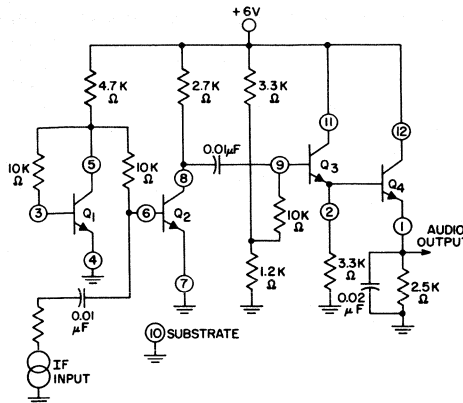 +6V
4.7K
Ω
2.7K
Ω
3.3K
Ω
11
12
0.01μF
10K
Ω
5
10K
Ω
8
9
Q3
Q4
3
Q1
6
Q2
2
10K
Ω
1
AUDIO
OUTPUT
4
7
1.2K
Ω
3.3K
Ω
0.02
μF
2.5K
Ω
0.01
μF
10 SUBSTRATE
IF
INPUT